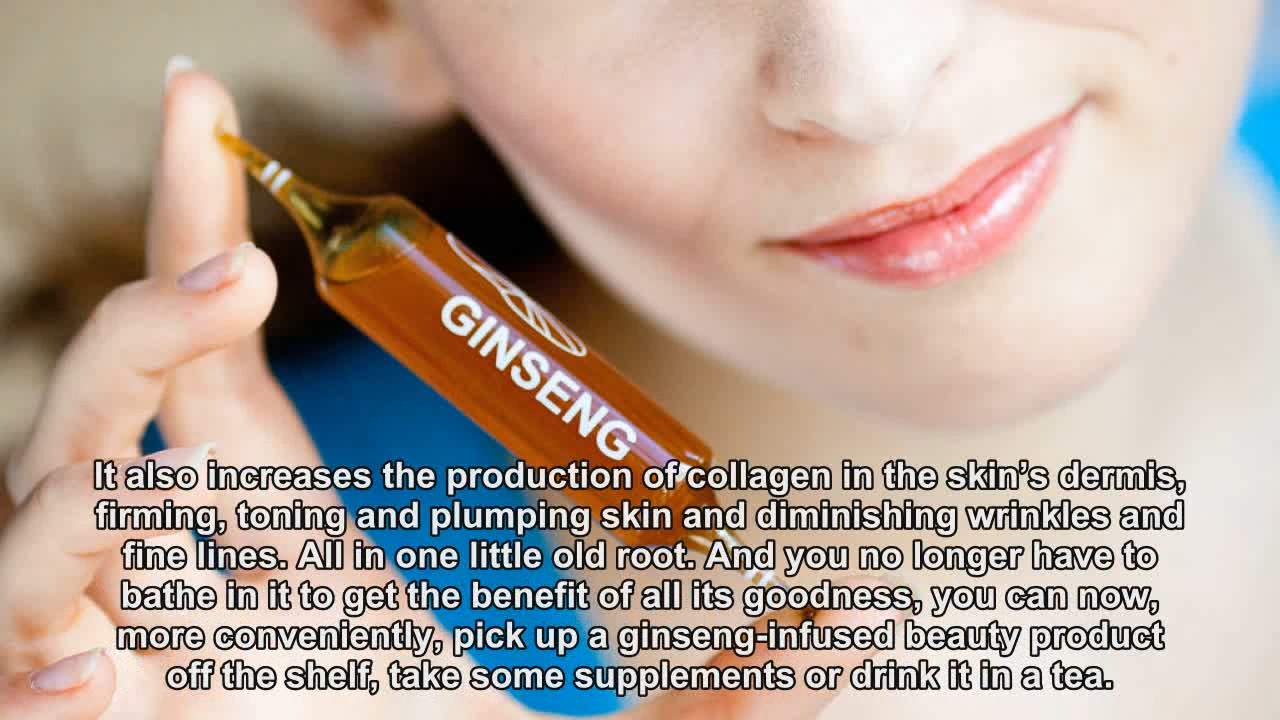 GINSENG
It also increases the production of collagen in the skin’s dermis,
firming, toning and plumping skin and diminishing wrinkles and
fine lines. All in one little old root. And you no longer have to
bathe in it to get the benefit of all its goodness, you can now,
more conveniently, pick up a ginseng-infused beauty product
off the shelf, take some supplements or drink it in a tea.